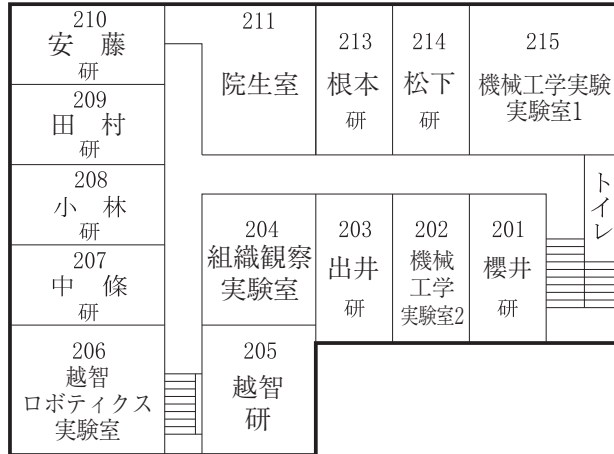 210
安 藤
研
211
院生室
213
根本
研
214
松下
研
215
機械工学実験
実験室1
209
田 村
研
208
小 林
研
207
中 條
研
206
越智
ロボティクス
実験室
204
組織観察
実験室
205
越智
研
203
出井
研
202
機械
工学
実験室2
201
櫻井
研
トイレ